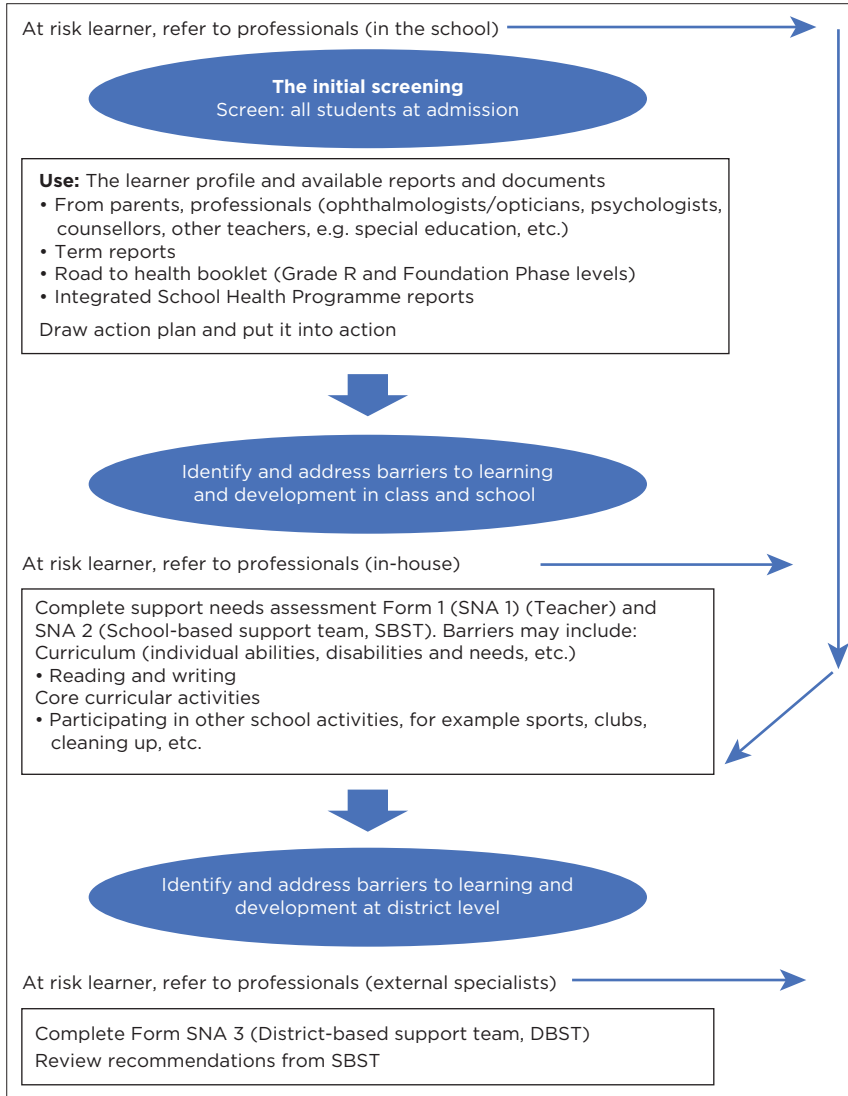 At risk learner, refer to professionals (in the school)
The initial screening
Screen: all students at admission
Use: The learner profile and available reports and documents
• From parents, professionals (ophthalmologists/opticians, psychologists,
counsellors, other teachers, e.g. special education, etc.)
• Term reports
• Road to health booklet (Grade R and Foundation Phase levels)
• Integrated School Health Programme reports
Draw action plan and put it into action
Identify and address barriers to learning
and development in class and school
At risk learner, refer to professionals (in-house)
Complete support needs assessment Form 1 (SNA 1) (Teacher) and
SNA 2 (School-based support team, SBST). Barriers may include:
Curriculum (individual abilities, disabilities and needs, etc.)
• Reading and writing
Core curricular activities
• Participating in other school activities, for example sports, clubs,
cleaning up, etc.
Identify and address barriers to learning and
development at district level
At risk learner, refer to professionals (external specialists)
Complete Form SNA 3 (District-based support team, DBST)
Review recommendations from SBST